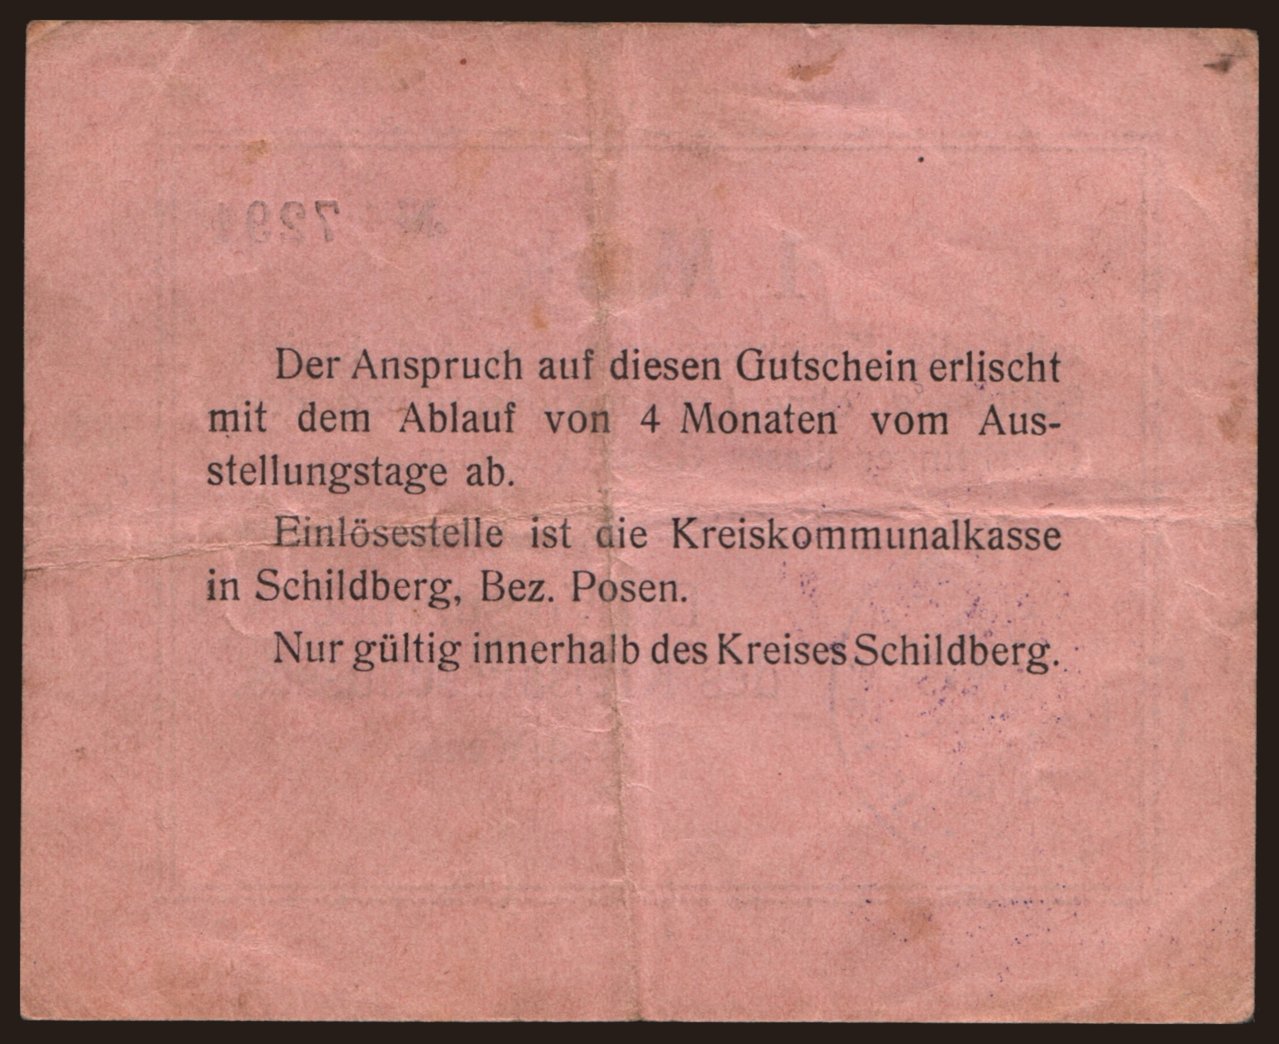 Der Anspruch auf diesen Gutschein erlischt
mit dem Ablauf von 4 Monaten vom Aus-
stellungstage ab.
Einlösestelle ist die Kreiskommunalkasse
in Schildberg, Bez. Posen.
Nur gültig innerhalb des Kreises Schildberg.